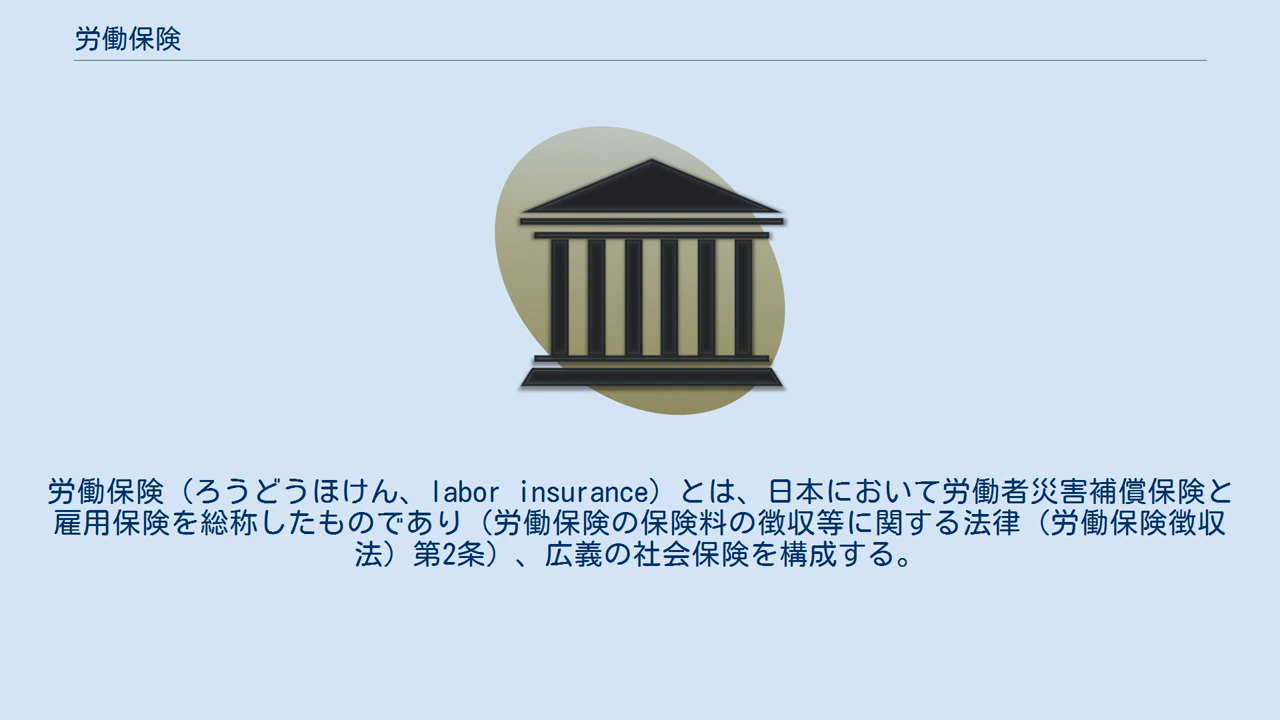 労働保険
労働保険（ろうどうほけん、labor insurance）とは、日本において労働者災害補償保険と
雇用保険を総称したものであり（労働保険の保険料の徴収等に関する法律（労働保険徴収
法）第2条）、広義の社会保険を構成する。